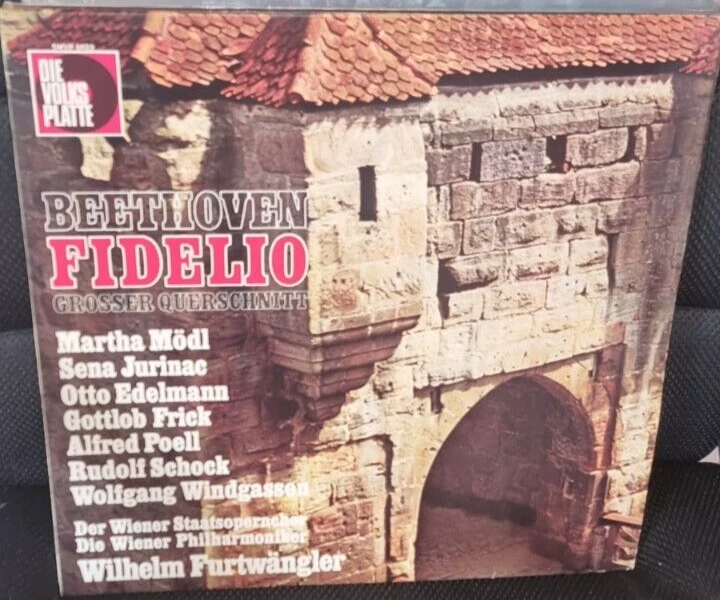 DIE
VOLKS
PLATTE
BEETHOVEN
FIDELIO
GROSSER QUERSCHNITT
Martha Mödl
Sena Jurinac
Otto Edelmann
Gottlob Frick
Alfred Poell
Rudolf Schock
Wolfgang Windgassen
Der Wiener Staatsopernchor
Die Wiener Philharmoniker
Wilhelm Furtwängler